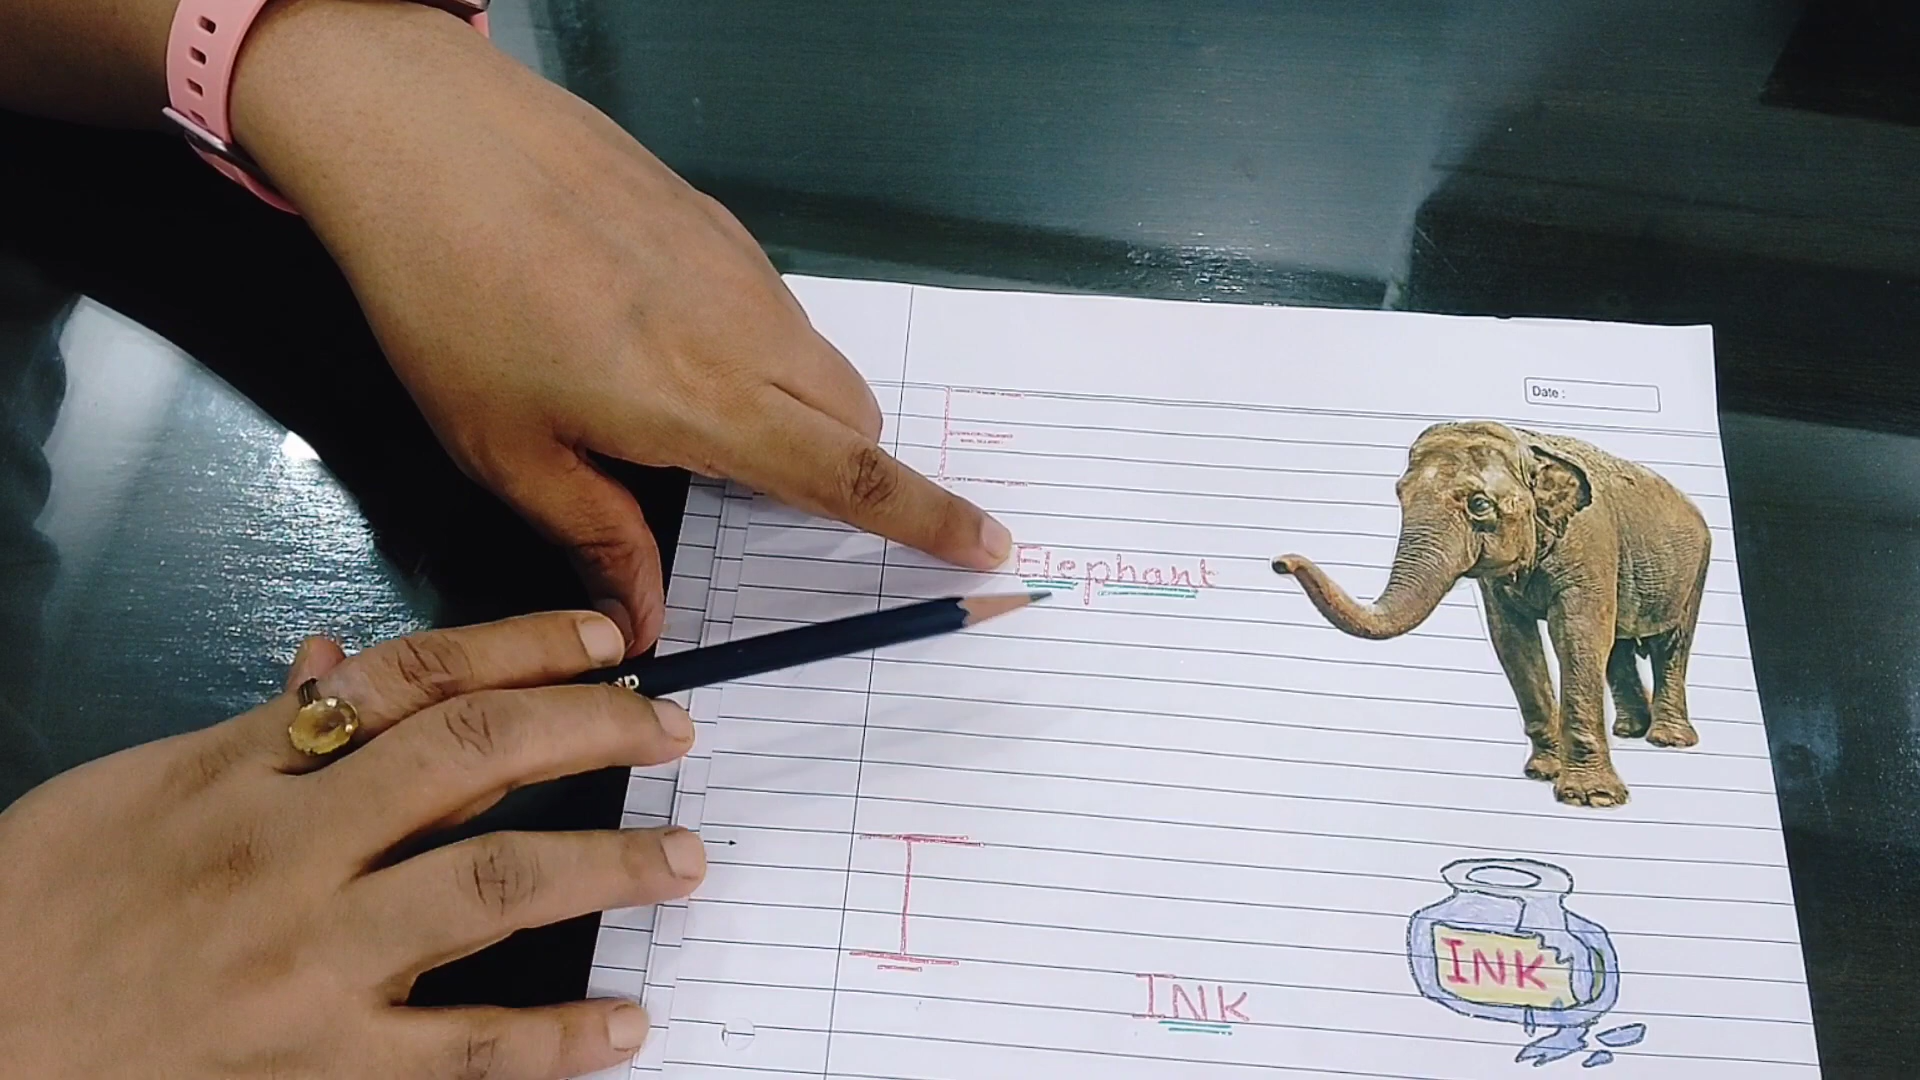 Date :
E
Elephant
I
INK
INK